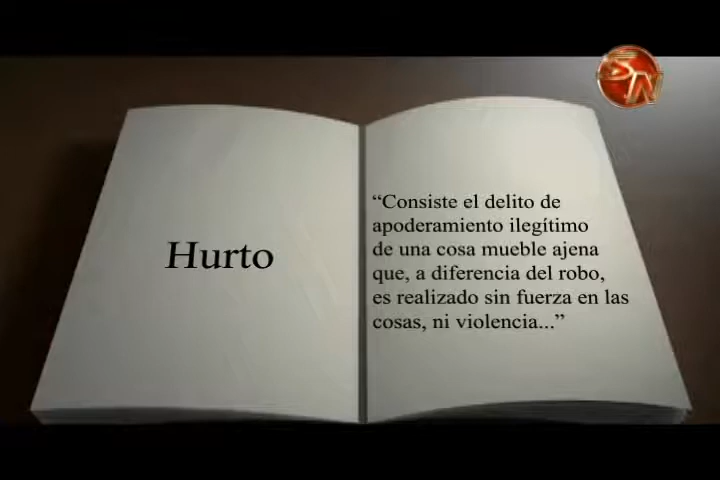 Hurto
“Consiste el delito de
apoderamiento ilegítimo
de una cosa mueble ajena
que, a diferencia del robo,
es realizado sin fuerza en las
cosas, ni violencia...”